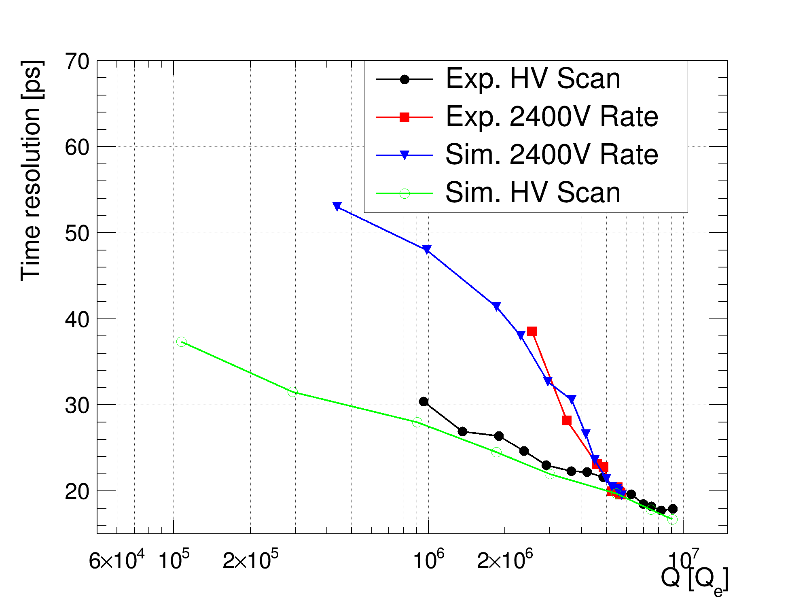 Time resolution [ps]
70
60
50
40
30
20
Exp. HV Scan
Exp. 2400V Rate
Sim. 2400V Rate
Sim. HV Scan
6×10⁴ 10⁵ 2×10⁵ 10⁶ 2×10⁶ 10⁷
Q [Qₑ]